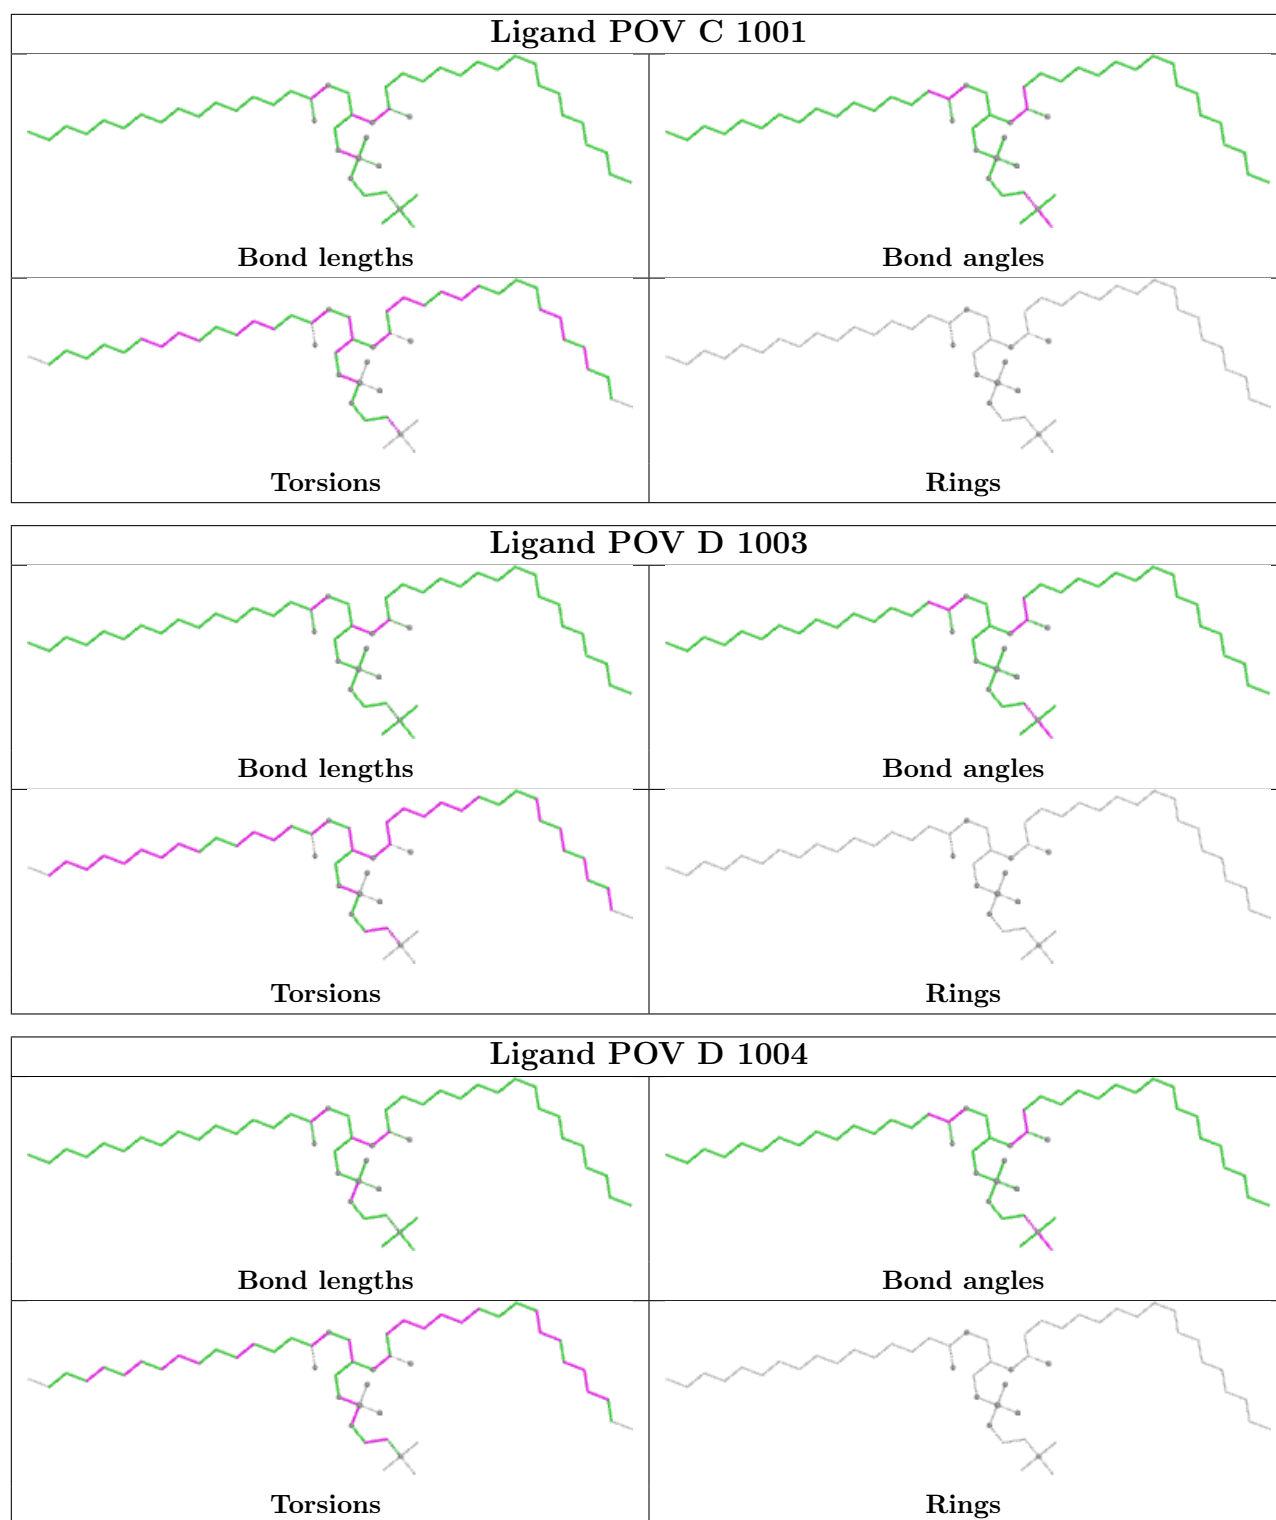 Ligand POV C 1001
Bond lengths
Bond angles
Torsions
Rings
Ligand POV D 1003
Bond lengths
Bond angles
Torsions
Rings
Ligand POV D 1004
Bond lengths
Bond angles
Torsions
Rings